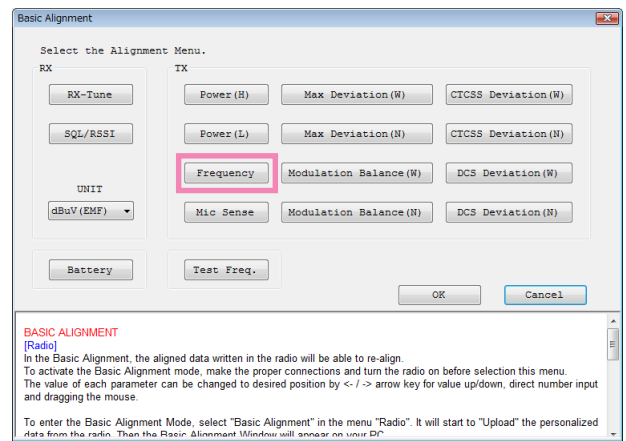 Basic Alignment
Select the Alignment Menu.
RX
TX
RX-Tune
Power(H)
Max Deviation(W)
CTCSS Deviation(W)
SQL/RSSI
Power(L)
Max Deviation(N)
CTCSS Deviation(N)
Frequency
Modulation Balance(W)
DCS Deviation(W)
UNIT
dBuV(EMF)
Mic Sense
Modulation Balance(N)
DCS Deviation(N)
Battery
Test Freq.
OK
Cancel
BASIC ALIGNMENT
[Radio]
In the Basic Alignment, the aligned data written in the radio will be able to re-align.
To activate the Basic Alignment mode, make the proper connections and turn the radio on before selection this menu.
The value of each parameter can be changed to desired position by <- / -> arrow key for value up/down, direct number input
and dragging the mouse.
To enter the Basic Alignment Mode, select "Basic Alignment" in the menu "Radio". It will start to "Upload" the personalized
data from the radio. Then the Basic Alignment Window will appear on your PC.